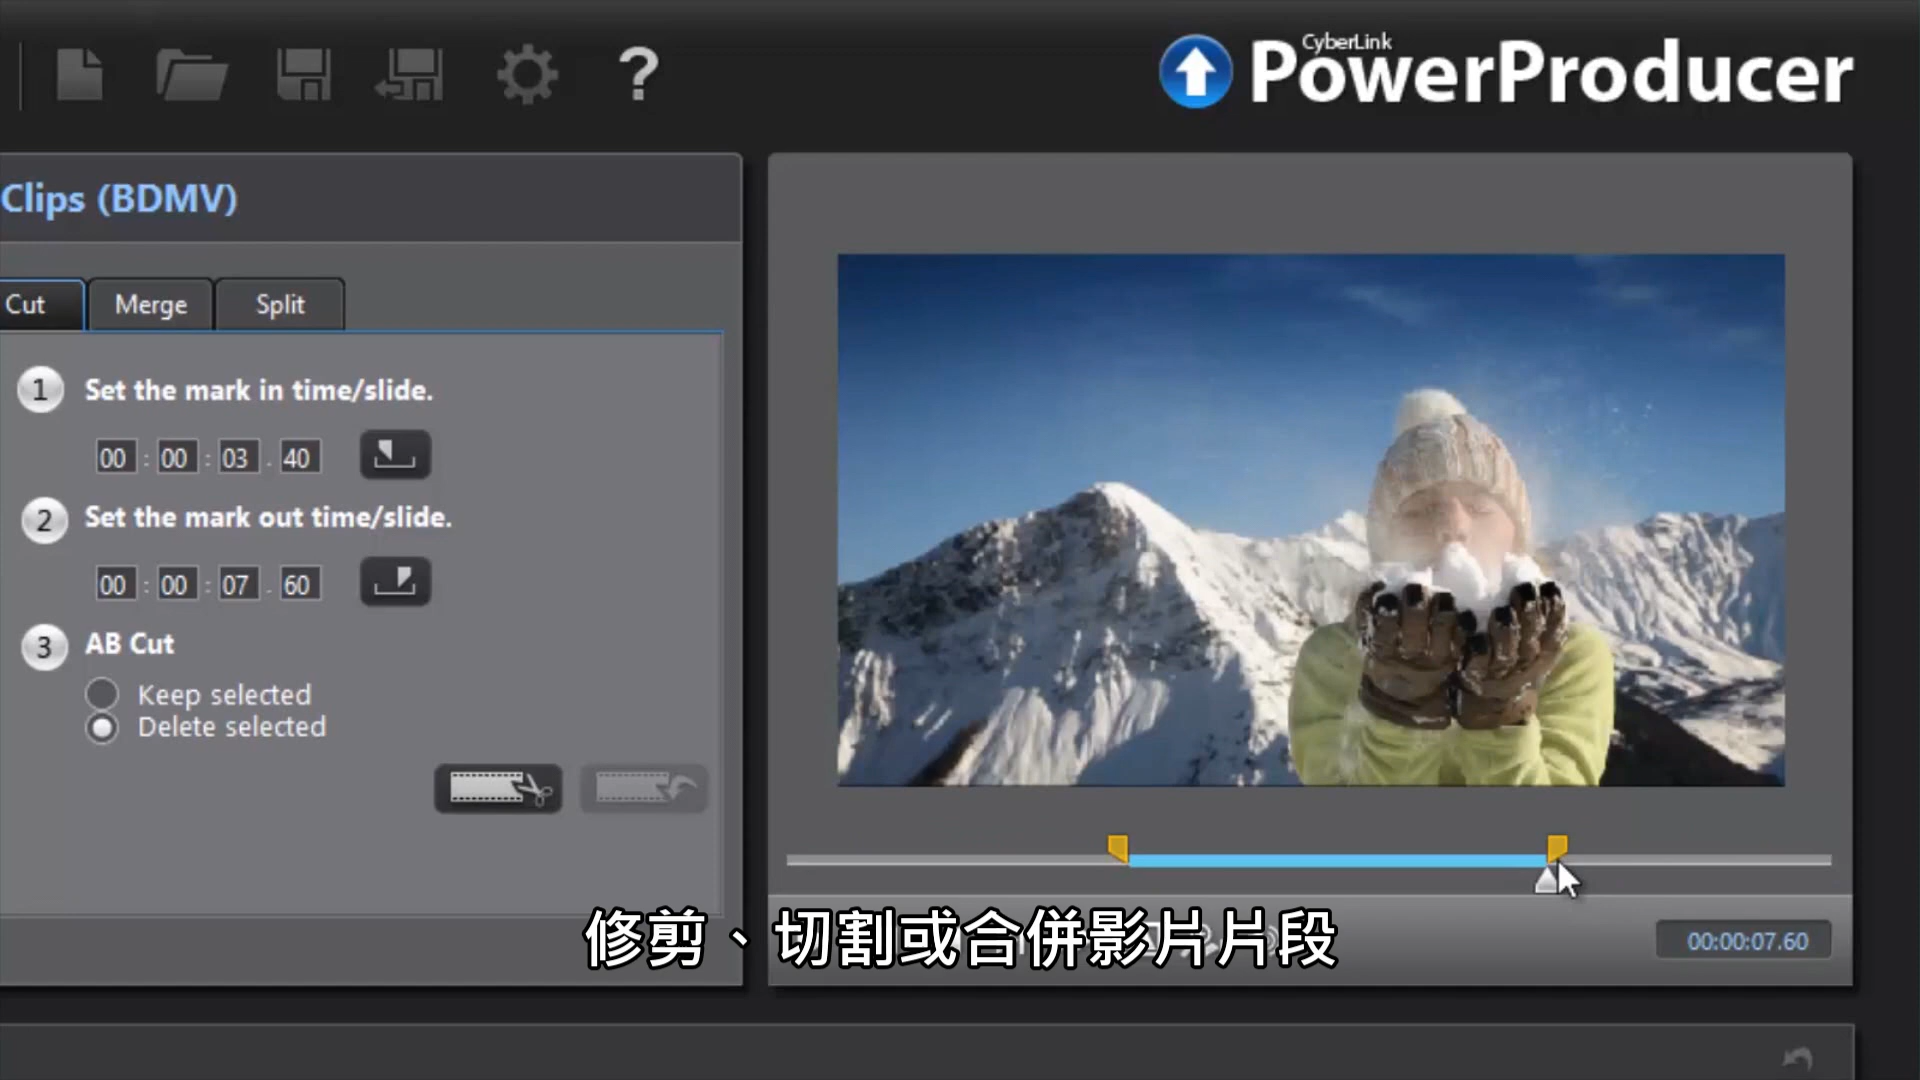 ?
CyberLink
PowerProducer
Clips (BDMV)
Cut
Merge
Split
1 Set the mark in time/slide.
00 : 00 : 03 . 40
2 Set the mark out time/slide.
00 : 00 : 07 . 60
3 AB Cut
Keep selected
Delete selected
修剪、切割或合併影片片段
00:00:07.60